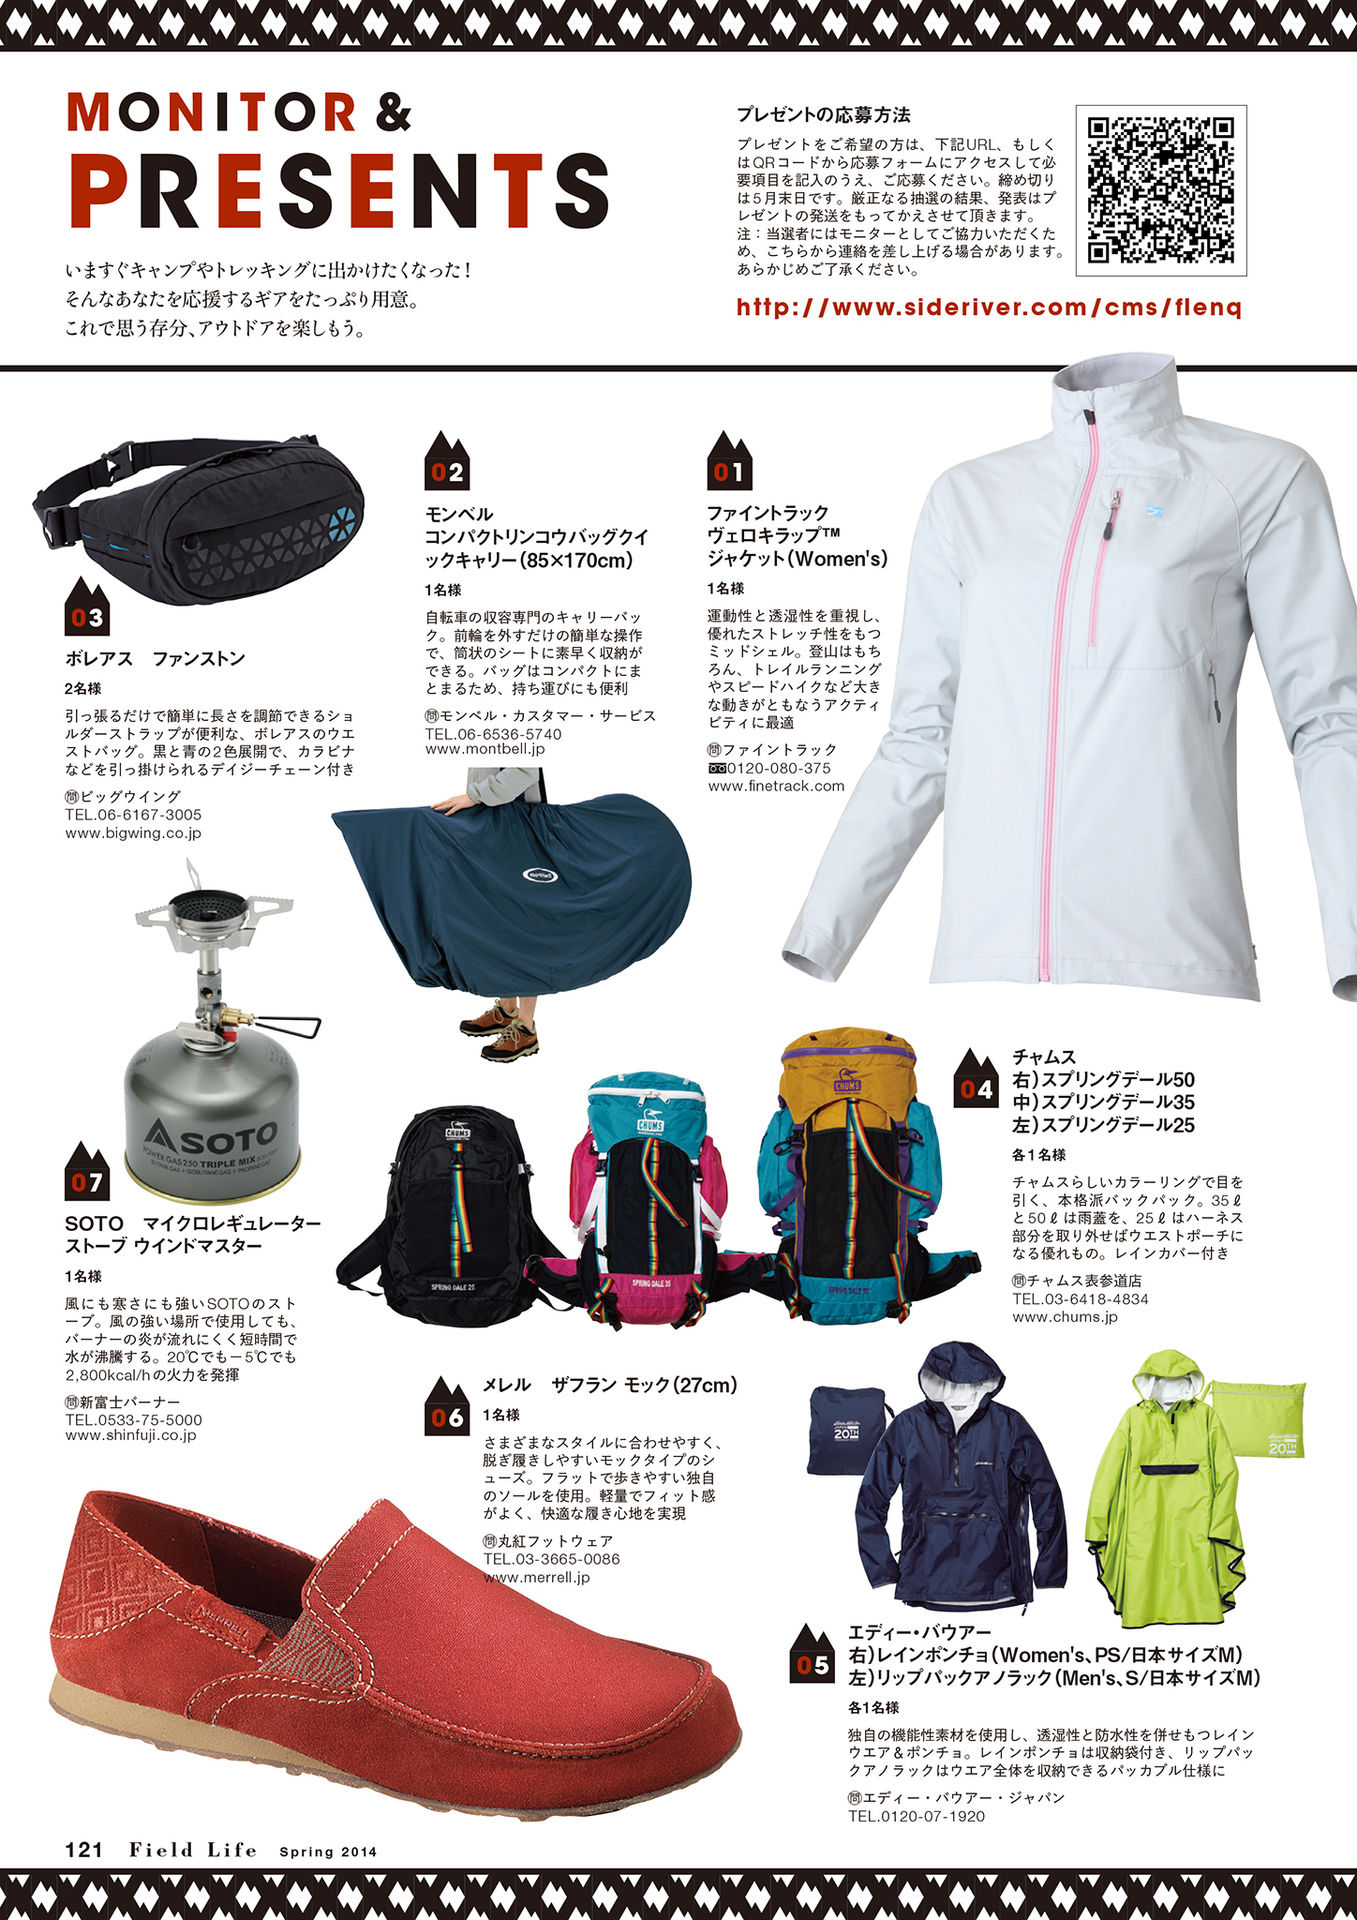 MONITOR &
PRESENTS
いますぐキャンプやトレッキングに出かけたくなった!
そんなあなたを応援するギアをたっぷり用意。
これで思う存分、アウトドアを楽しもう。
プレゼントの応募方法
プレゼントをご希望の方は、下記URL、もしく
はQRコードから応募フォームにアクセスして必
要項目を記入のうえ、ご応募ください。締め切り
は5月末日です。厳正なる抽選の結果、発表はプ
レゼントの発送をもってかえさせて頂きます。
注：当選者にはモニターとしてご協力いただくた
め、こちらから連絡を差し上げる場合があります。
あらかじめご了承ください。
http://www.sideriver.com/cms/flenq
01
ファイントラック
ヴェロキラップ™
ジャケット(Women's)
1名様
運動性と透湿性を重視し、
優れたストレッチ性をもつ
ミッドシェル。登山はもち
ろん、トレイルランニング
やスピードハイクなど大き
な動きがともなうアクティ
ビティに最適
問ファイントラック
0120-080-375
www.finetrack.com
02
モンベル
コンパクトリンコウバッグクイ
ックキャリー(85×170cm)
1名様
自転車の収容専門のキャリーバッ
ク。前輪を外すだけの簡単な操作
で、筒状のシートに素早く収納が
できる。バッグはコンパクトにま
とまるため、持ち運びにも便利
問モンベル・カスタマー・サービス
TEL.06-6536-5740
www.montbell.jp
montbell
03
ボレアス　ファンストン
2名様
引っ張るだけで簡単に長さを調節できるショ
ルダーストラップが便利な、ボレアスのウエ
ストバッグ。黒と青の2色展開で、カラビナ
などを引っ掛けられるデイジーチェーン付き
問ビッグウイング
TEL.06-6167-3005
www.bigwing.co.jp
SOTO
POWER GAS 250 TRIPLE MIX
07
SOTO　マイクロレギュレーター
ストーブ ウインドマスター
1名様
風にも寒さにも強いSOTOのスト
ーブ。風の強い場所で使用しても、
バーナーの炎が流れにくく短時間で
水が沸騰する。20℃でも−5℃でも
2,800kcal/hの火力を発揮
問新富士バーナー
TEL.0533-75-5000
www.shinfuji.co.jp
CHUMS
SPRING DALE 25
CHUMS
SPRING DALE 35
CHUMS
SPRING DALE 50
04
チャムス
右)スプリングデール50
中)スプリングデール35
左)スプリングデール25
各1名様
チャムスらしいカラーリングで目を
引く、本格派バックパック。35ℓ
と50ℓは雨蓋を、25ℓはハーネス
部分を取り外せばウエストポーチに
なる優れもの。レインカバー付き
問チャムス表参道店
TEL.03-6418-4834
www.chums.jp
06
メレル　ザフラン モック(27cm)
1名様
さまざまなスタイルに合わせやすく、
脱ぎ履きしやすいモックタイプのシ
ューズ。フラットで歩きやすい独自
のソールを使用。軽量でフィット感
がよく、快適な履き心地を実現
問丸紅フットウェア
TEL.03-3665-0086
www.merrell.jp
MERRELL
20TH
20TH
05
エディー・バウアー
右)レインポンチョ(Women's、PS/日本サイズM)
左)リップパックアノラック(Men's、S/日本サイズM)
各1名様
独自の機能性素材を使用し、透湿性と防水性を併せもつレイン
ウエア&ポンチョ。レインポンチョは収納袋付き、リップパッ
クアノラックはウエア全体を収納できるパッカブル仕様に
問エディー・バウアー・ジャパン
TEL.0120-07-1920
121 Field Life Spring 2014